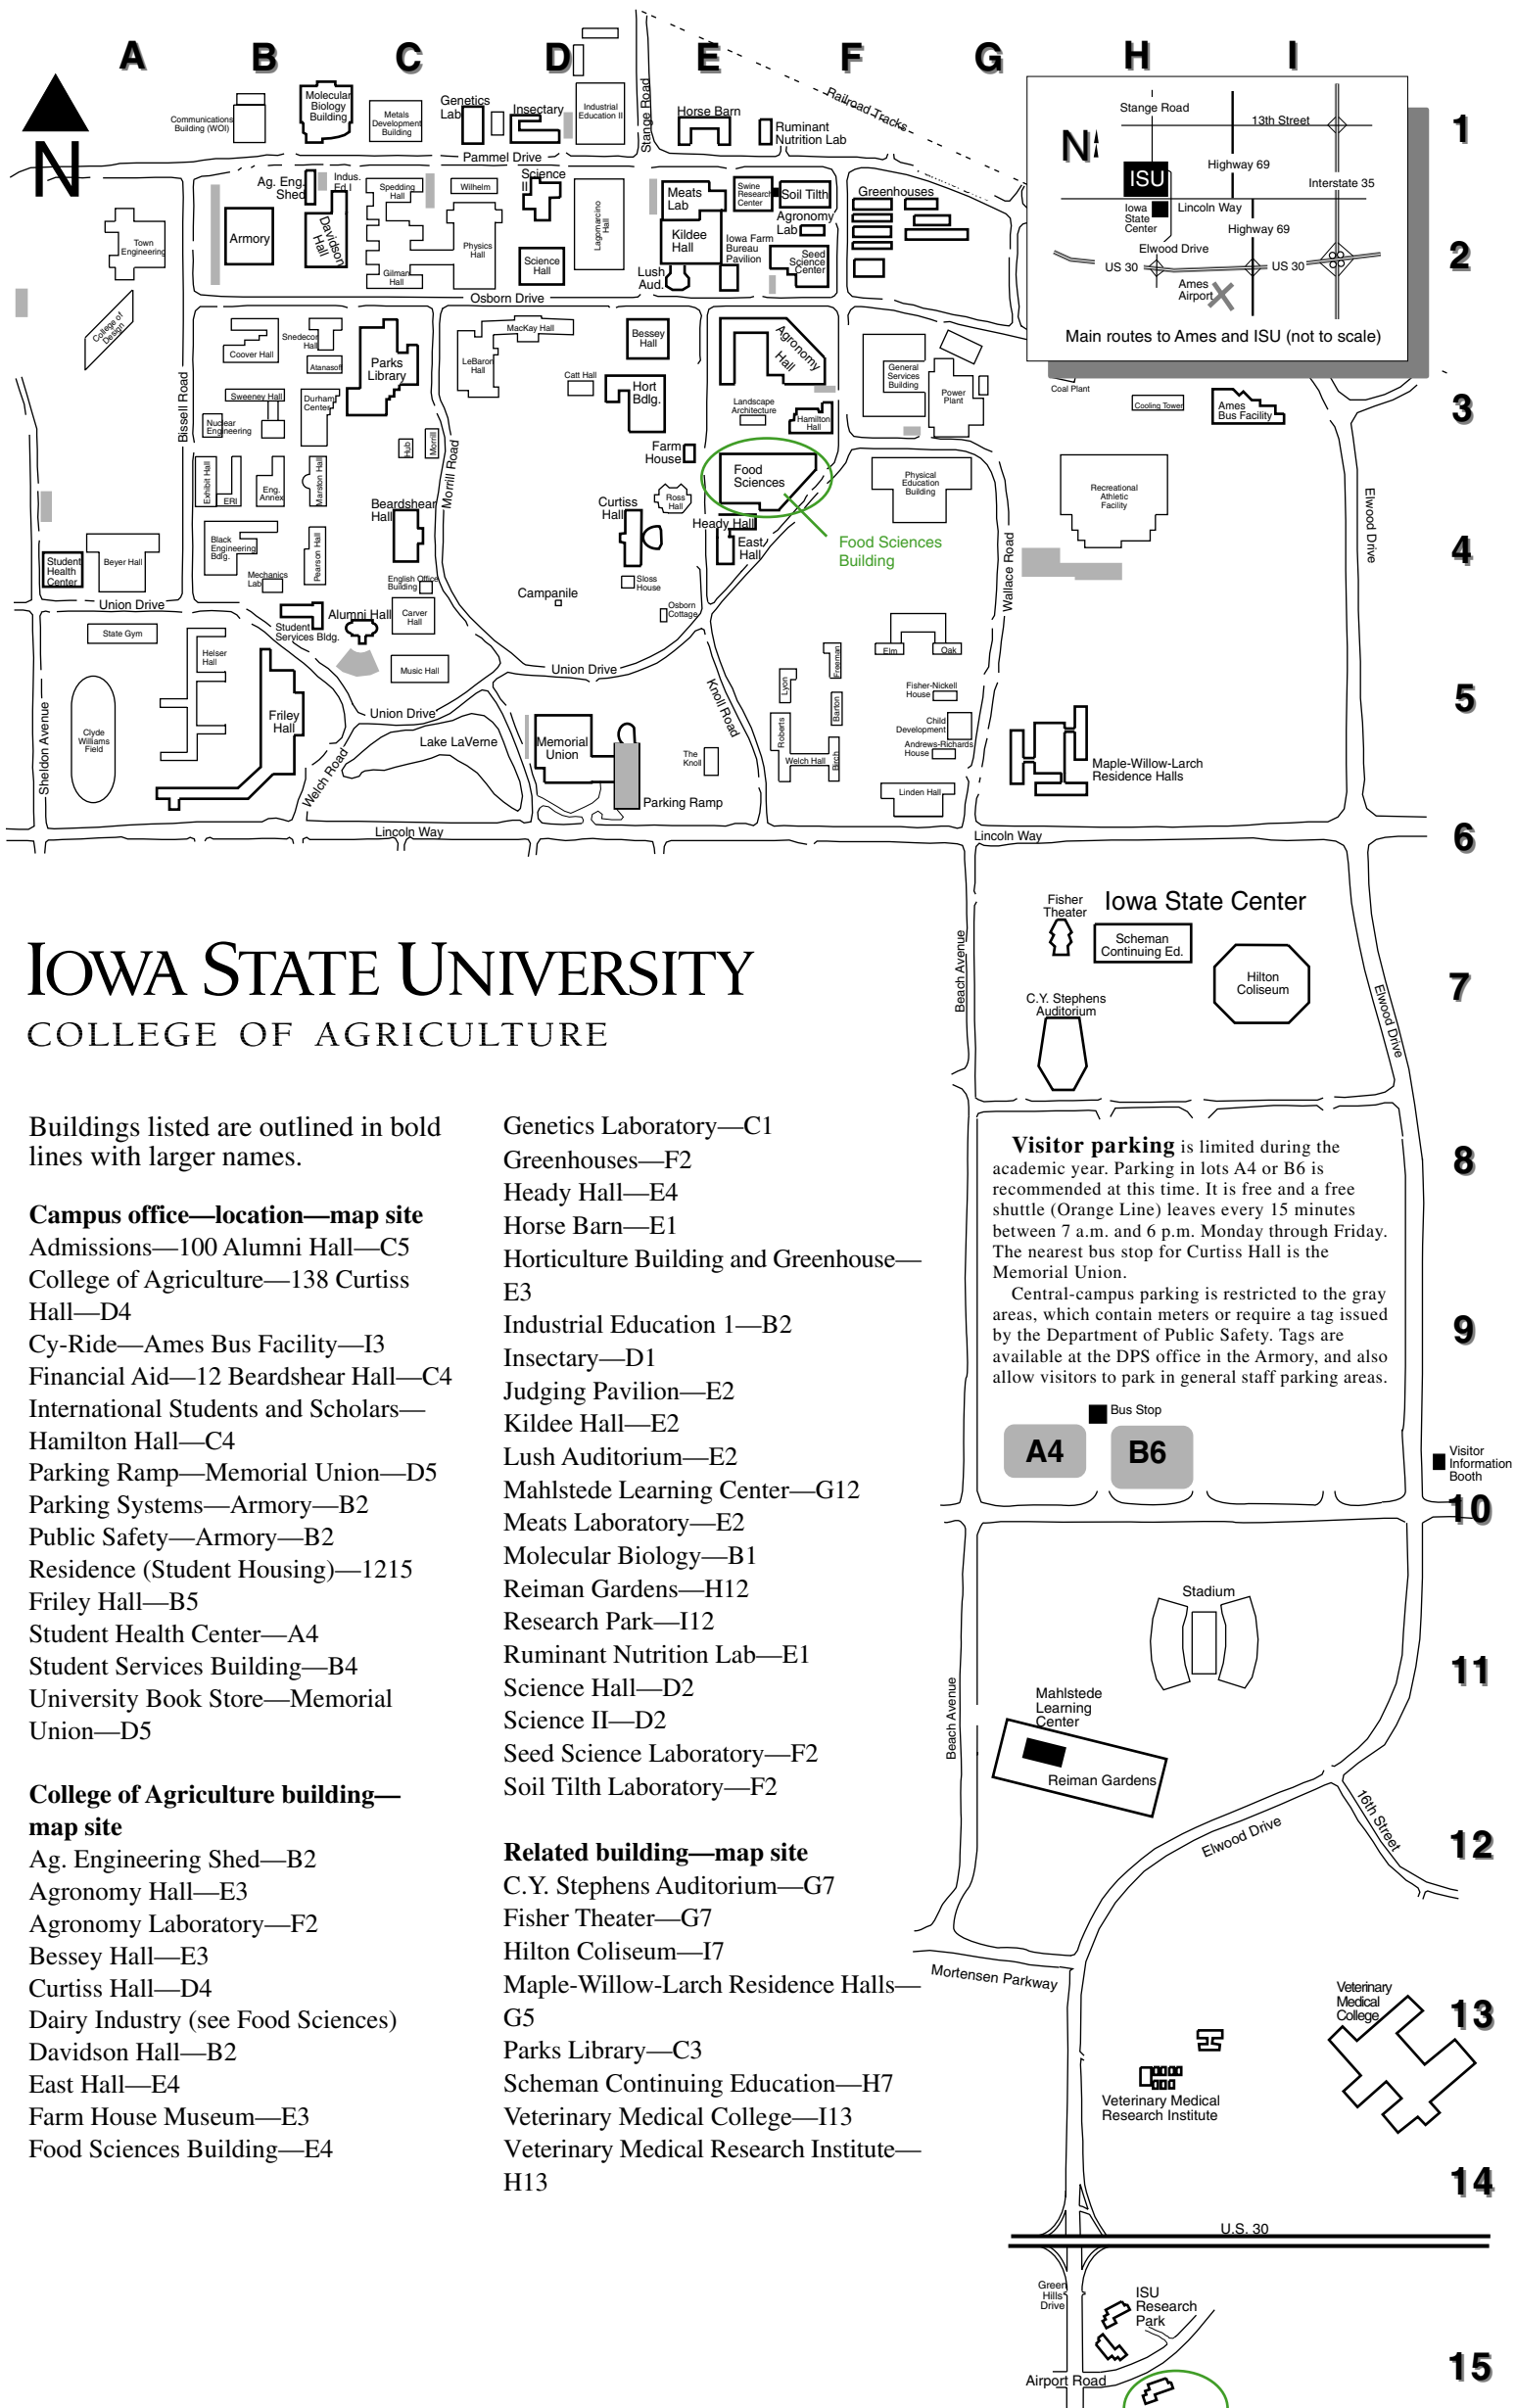 A B C D E F G H I
1
2
3
4
5
6
7
8
9
10
11
12
13
14
15
N
Communications
Building (WOI)
Molecular
Biology
Building
Metals
Development
Building
Genetics
Lab
Insectary
Industrial
Education II
Stange Road
Horse Barn
Ruminant
Nutrition Lab
Railroad Tracks
Pammel Drive
Stange Road
13th Street
N
Highway 69
ISU
Interstate 35
Iowa
State
Center
Lincoln Way
Highway 69
Elwood Drive
US 30
US 30
Ames
Airport
Main routes to Ames and ISU (not to scale)
Town
Engineering
Ag. Eng.
Shed
Indus.
Ed I
Armory
Davidson
Hall
Spedding
Hall
Gilman
Hall
Wilhelm
Physics
Hall
Science
II
Science
Hall
Lagomarcino
Hall
Meats
Lab
Kildee
Hall
Lush
Aud.
Swine
Research
Center
Soil Tilth
Agronomy
Lab
Iowa Farm
Bureau
Pavilion
Seed
Science
Center
Greenhouses
Osborn Drive
College of
Design
Bissell Road
Coover Hall
Snedecor
Hall
Atanasoff
Parks
Library
MacKay Hall
LeBaron
Hall
Catt Hall
Bessey
Hall
Hort
Bdlg.
Agronomy
Hall
Landscape
Architecture
Hamilton
Hall
General
Services
Building
Power
Plant
Coal Plant
Cooling Tower
Ames
Bus Facility
Sweeney Hall
Nuclear
Engineering
Durham
Center
Hub
Morrill
Morrill Road
Farm
House
Food
Sciences
Food Sciences
Building
Physical
Education
Building
Recreational
Athletic
Facility
Elwood Drive
Exhibit Hall
ERI
Eng.
Annex
Marston Hall
Beardshear
Hall
Curtiss
Hall
Ross
Hall
Heady Hall
East
Hall
Black
Engineering
Bdg.
Mechanics
Lab
Pearson Hall
English Office
Building
Carver
Hall
Campanile
Sloss
House
Osborn
Cottage
Wallace Road
Student
Health
Center
Beyer Hall
Union Drive
State Gym
Student
Services Bldg.
Alumni Hall
Music Hall
Union Drive
Union Drive
Helser
Hall
Friley
Hall
Clyde
Williams
Field
Sheldon Avenue
Welch Road
Lake LaVerne
Memorial
Union
Parking Ramp
Knoll Road
The
Knoll
Lyon
Freeman
Barton
Roberts
Welch Hall
Birch
Elm
Oak
Fisher-Nickell
House
Child
Development
Andrews-Richards
House
Linden Hall
Maple-Willow-Larch
Residence Halls
Lincoln Way
Lincoln Way
Beach Avenue
Fisher
Theater
Iowa State Center
Scheman
Continuing Ed.
Hilton
Coliseum
C.Y. Stephens
Auditorium
Elwood Drive
IOWA STATE UNIVERSITY
COLLEGE OF AGRICULTURE
Buildings listed are outlined in bold
lines with larger names.
Campus office—location—map site
Admissions—100 Alumni Hall—C5
College of Agriculture—138 Curtiss
Hall—D4
Cy-Ride—Ames Bus Facility—I3
Financial Aid—12 Beardshear Hall—C4
International Students and Scholars—
Hamilton Hall—C4
Parking Ramp—Memorial Union—D5
Parking Systems—Armory—B2
Public Safety—Armory—B2
Residence (Student Housing)—1215
Friley Hall—B5
Student Health Center—A4
Student Services Building—B4
University Book Store—Memorial
Union—D5
College of Agriculture building—
map site
Ag. Engineering Shed—B2
Agronomy Hall—E3
Agronomy Laboratory—F2
Bessey Hall—E3
Curtiss Hall—D4
Dairy Industry (see Food Sciences)
Davidson Hall—B2
East Hall—E4
Farm House Museum—E3
Food Sciences Building—E4
Genetics Laboratory—C1
Greenhouses—F2
Heady Hall—E4
Horse Barn—E1
Horticulture Building and Greenhouse—
E3
Industrial Education 1—B2
Insectary—D1
Judging Pavilion—E2
Kildee Hall—E2
Lush Auditorium—E2
Mahlstede Learning Center—G12
Meats Laboratory—E2
Molecular Biology—B1
Reiman Gardens—H12
Research Park—I12
Ruminant Nutrition Lab—E1
Science Hall—D2
Science II—D2
Seed Science Laboratory—F2
Soil Tilth Laboratory—F2
Related building—map site
C.Y. Stephens Auditorium—G7
Fisher Theater—G7
Hilton Coliseum—I7
Maple-Willow-Larch Residence Halls—
G5
Parks Library—C3
Scheman Continuing Education—H7
Veterinary Medical College—I13
Veterinary Medical Research Institute—
H13
Visitor parking is limited during the
academic year. Parking in lots A4 or B6 is
recommended at this time. It is free and a free
shuttle (Orange Line) leaves every 15 minutes
between 7 a.m. and 6 p.m. Monday through Friday.
The nearest bus stop for Curtiss Hall is the
Memorial Union.
Central-campus parking is restricted to the gray
areas, which contain meters or require a tag issued
by the Department of Public Safety. Tags are
available at the DPS office in the Armory, and also
allow visitors to park in general staff parking areas.
Bus Stop
A4
B6
Visitor
Information
Booth
Stadium
Beach Avenue
Mahlstede
Learning
Center
Reiman Gardens
16th Street
Elwood Drive
Mortensen Parkway
Veterinary
Medical
College
Veterinary Medical
Research Institute
U.S. 30
Green
Hills
Drive
ISU
Research
Park
Airport Road